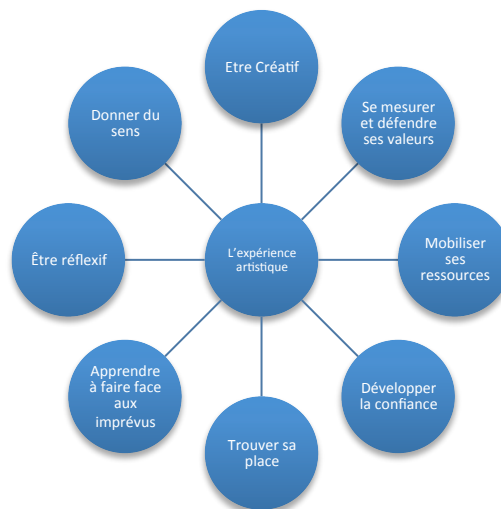 Etre Créatif
Se mesurer
et défendre
ses valeurs
Mobiliser
ses
ressources
Développer
la confiance
Trouver sa
place
Apprendre
à faire face
aux
imprévus
Être réflexif
Donner du
sens
L'expérience
artistique